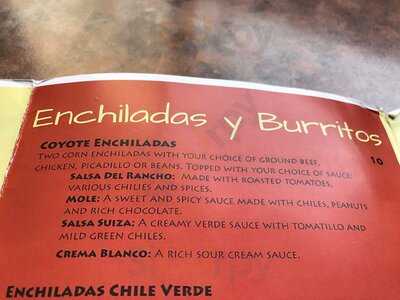 Enchiladas y Burritos
Coyote Enchiladas
Two corn enchiladas with your choice of ground beef, 10
chicken, picadillo or beans. Topped with your choice of sauce:
Salsa Del Rancho: Made with roasted tomatoes,
various chilies and spices.
Mole: A sweet and spicy sauce made with chiles, peanuts
and rich chocolate.
Salsa Suiza: A creamy verde sauce with tomatillo and
mild green chiles.
Crema Blanco: A rich sour cream sauce.
Enchiladas Chile Verde